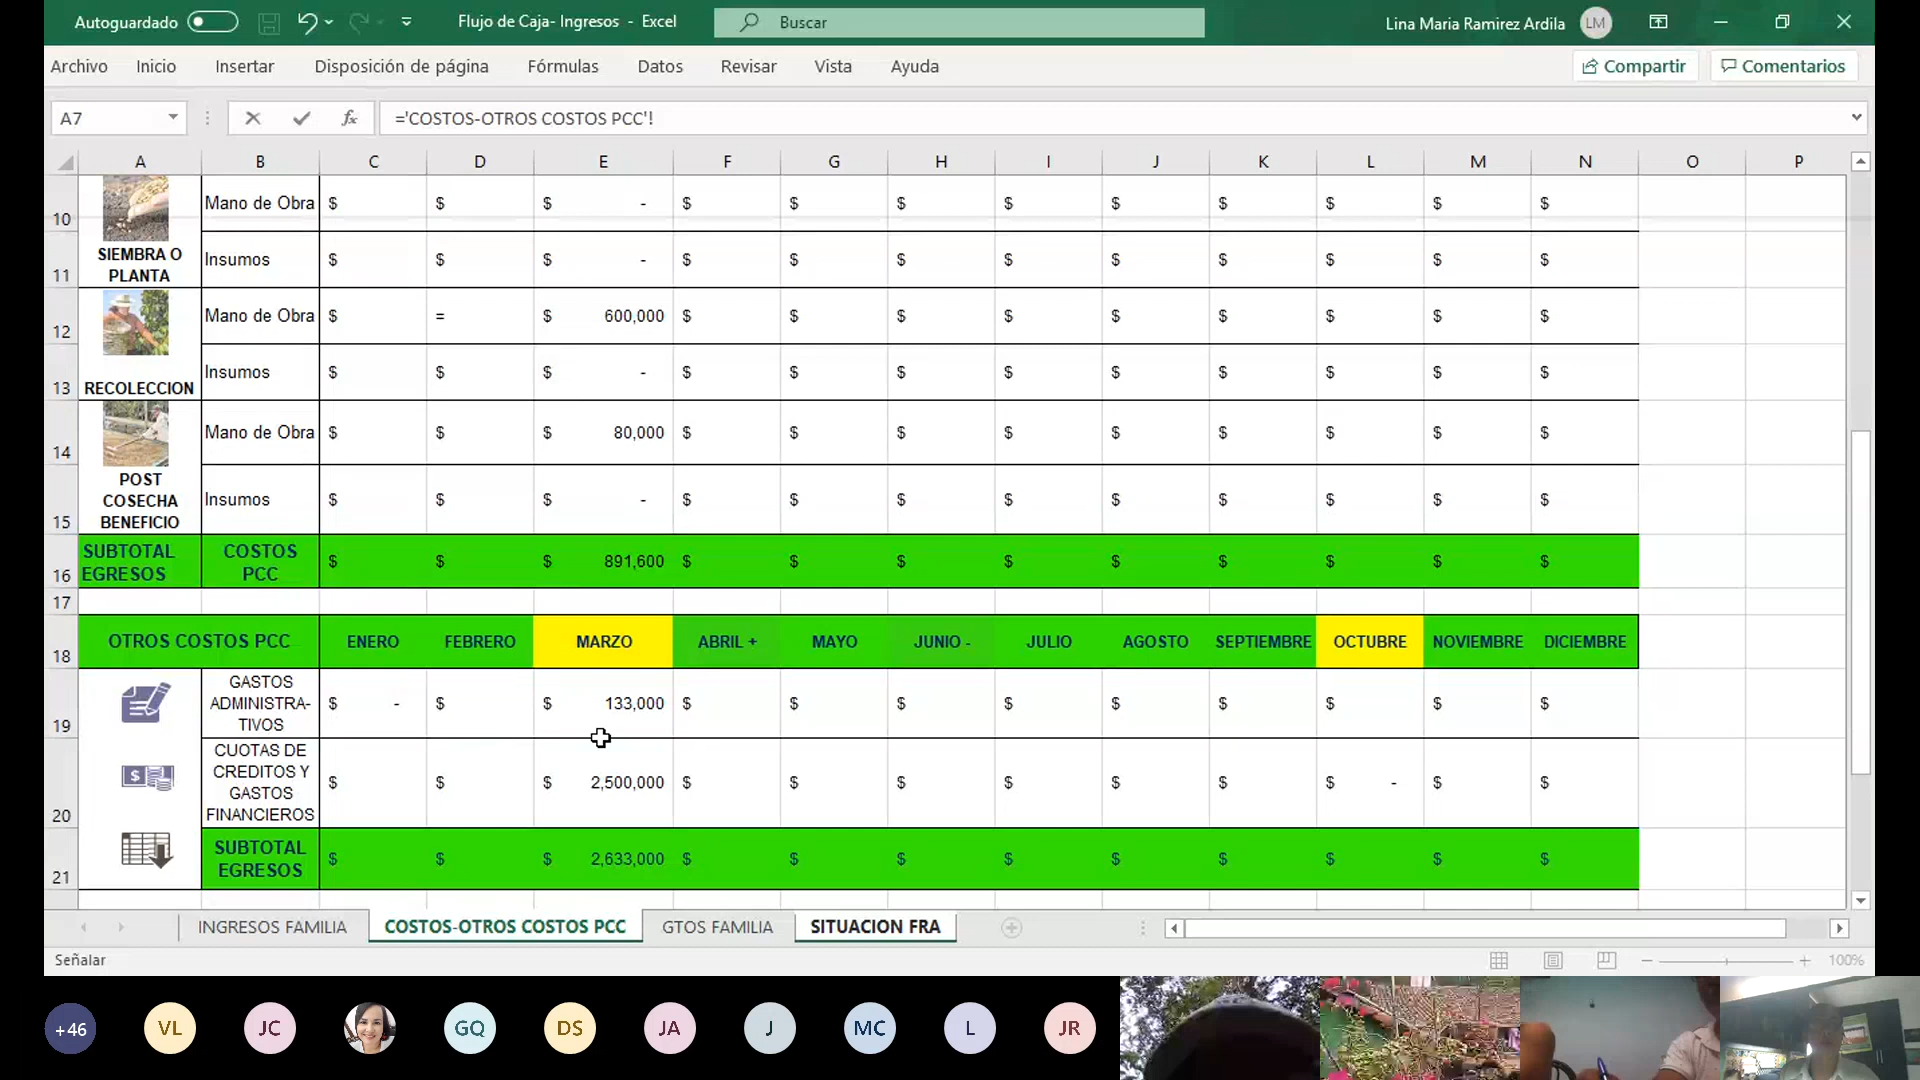 Autoguardado
Flujo de Caja- Ingresos - Excel
Buscar
Lina Maria Ramirez Ardila LM
Archivo Inicio Insertar Disposición de página Fórmulas Datos Revisar Vista Ayuda Compartir Comentarios
A7 fx ='COSTOS-OTROS COSTOS PCC'!
A B C D E F G H I J K L M N O P
10 Mano de Obra $ $ $ - $ $ $ $ $ $ $ $ $
SIEMBRA O
PLANTA
11 Insumos $ $ $ - $ $ $ $ $ $ $ $ $
12 Mano de Obra $ = $ 600,000 $ $ $ $ $ $ $ $ $
13 RECOLECCION Insumos $ $ $ - $ $ $ $ $ $ $ $ $
14 Mano de Obra $ $ $ 80,000 $ $ $ $ $ $ $ $ $
POST
COSECHA
BENEFICIO
15 Insumos $ $ $ - $ $ $ $ $ $ $ $ $
SUBTOTAL
EGRESOS
COSTOS
PCC
16 $ $ $ 891,600 $ $ $ $ $ $ $ $ $
17
18 OTROS COSTOS PCC ENERO FEBRERO MARZO ABRIL + MAYO JUNIO - JULIO AGOSTO SEPTIEMBRE OCTUBRE NOVIEMBRE DICIEMBRE
GASTOS
ADMINISTRA-
TIVOS
19 $ - $ $ 133,000 $ $ $ $ $ $ $ $ $
CUOTAS DE
CREDITOS Y
GASTOS
FINANCIEROS
20 $ $ $ 2,500,000 $ $ $ $ $ $ $ - $ $
SUBTOTAL
EGRESOS
21 $ $ $ 2,633,000 $ $ $ $ $ $ $ $ $
INGRESOS FAMILIA COSTOS-OTROS COSTOS PCC GTOS FAMILIA SITUACION FRA
Señalar 100%
+46 VL JC GQ DS JA J MC L JR